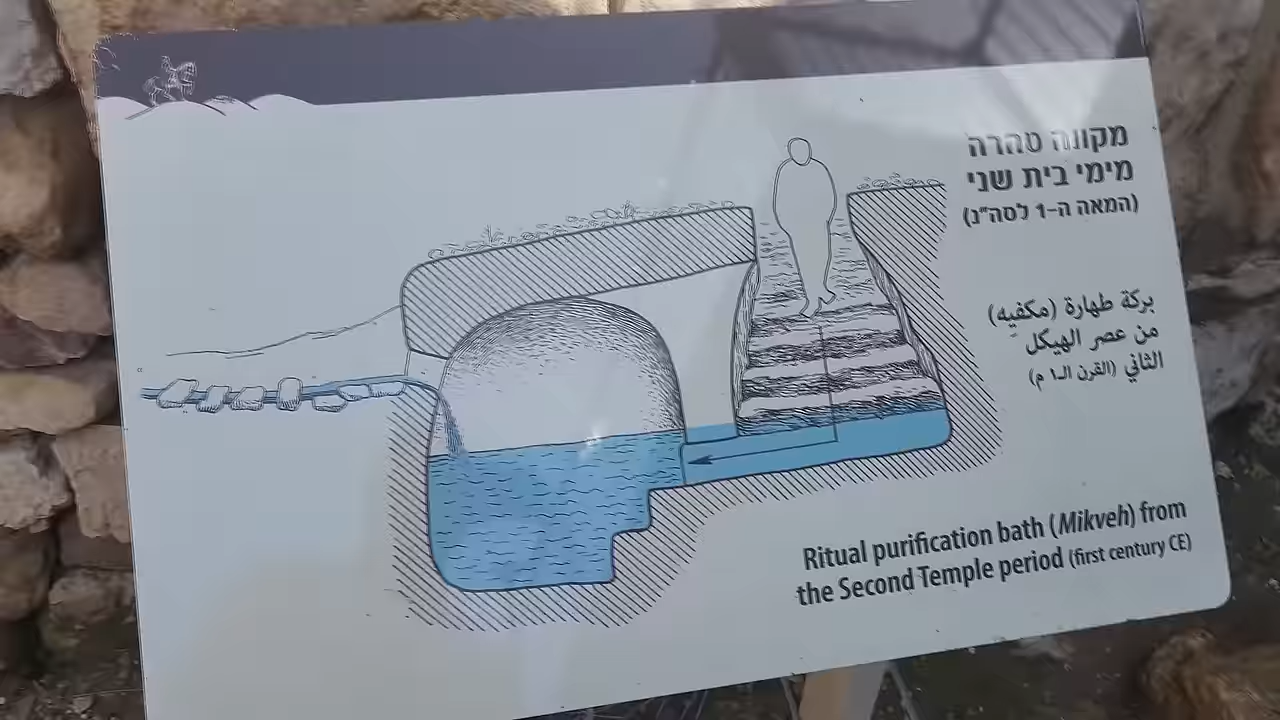 מקווה טהרה
מימי בית שני
(המאה ה-1 לסה"נ)
بركة طهارة (مكفيه)
من عصر الهيكل
الثاني (القرن الـ١ م)
Ritual purification bath (Mikveh) from
the Second Temple period (first century CE)